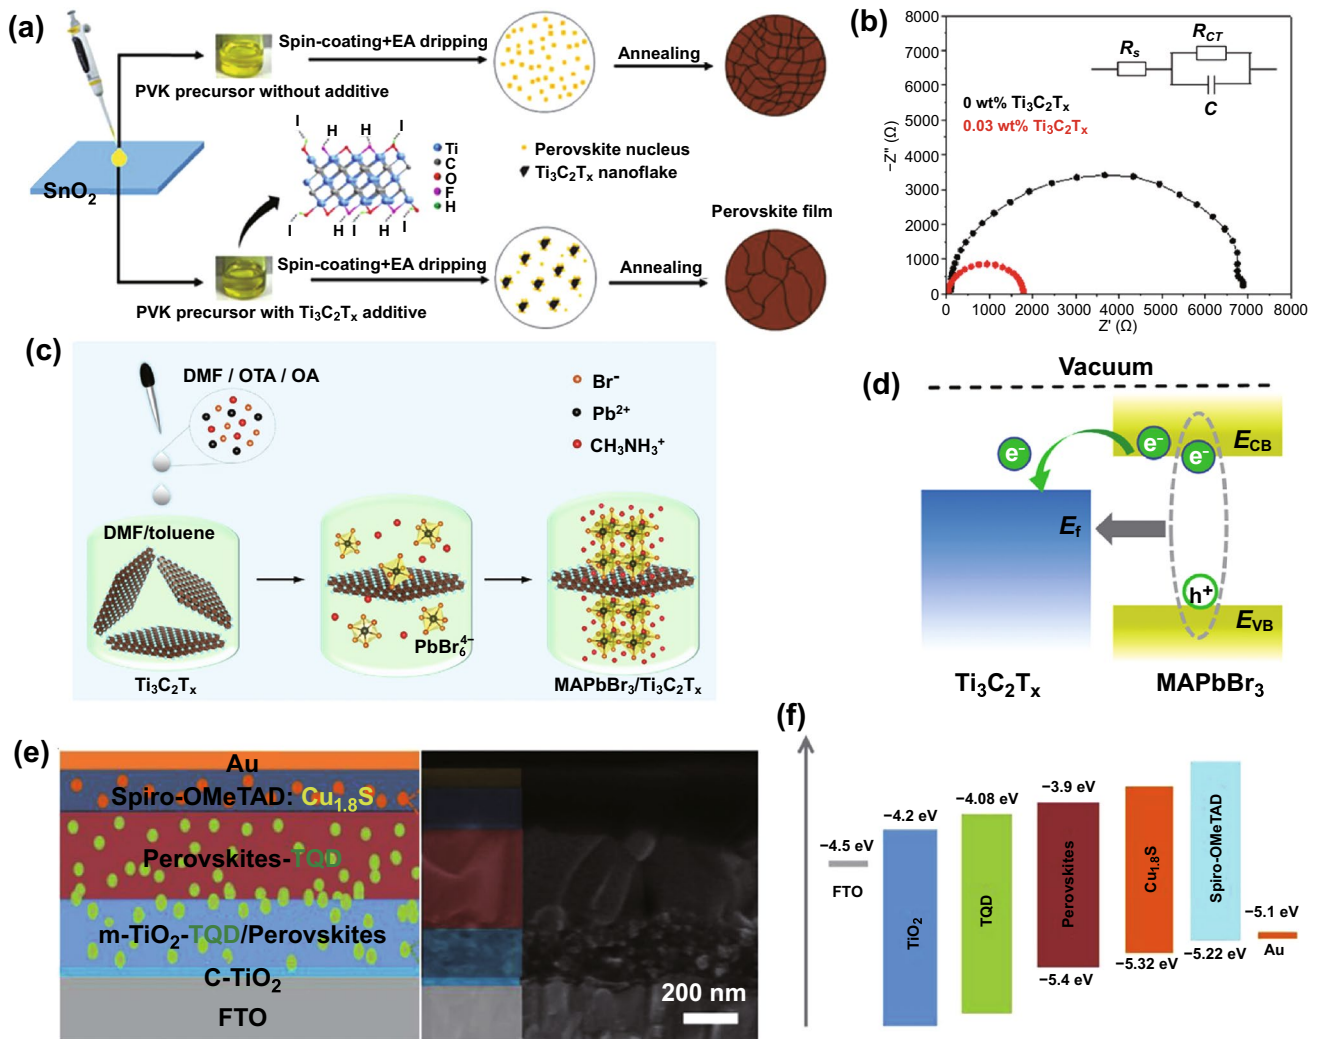 (a)
Spin-coating+EA dripping
Annealing
PVK precursor without additive
SnO2
I H H I
Ti
C
O
F
H
I H I H I
Perovskite nucleus
Ti3C2Tx nanoflake
Perovskite film
Spin-coating+EA dripping
Annealing
PVK precursor with Ti3C2Tx additive
(b)
8000
7000
6000
5000
4000
3000
2000
1000
0
−Z" (Ω)
0 1000 2000 3000 4000 5000 6000 7000 8000
Z' (Ω)
Rs
RCT
C
0 wt% Ti3C2Tx
0.03 wt% Ti3C2Tx
(c)
DMF / OTA / OA
Br−
Pb2+
CH3NH3+
DMF/toluene
PbBr6 4−
Ti3C2Tx
MAPbBr3/Ti3C2Tx
(d)
Vacuum
e−
e−
e−
ECB
Ef
h+
EVB
Ti3C2Tx
MAPbBr3
(e)
Au
Spiro-OMeTAD: Cu1.8S
Perovskites-TQD
m-TiO2-TQD/Perovskites
C-TiO2
FTO
200 nm
(f)
−4.5 eV
FTO
−4.2 eV
TiO2
−4.08 eV
TQD
−3.9 eV
Perovskites
−5.4 eV
Cu1.8S
−5.32 eV
Spiro-OMeTAD
−5.22 eV
−5.1 eV
Au